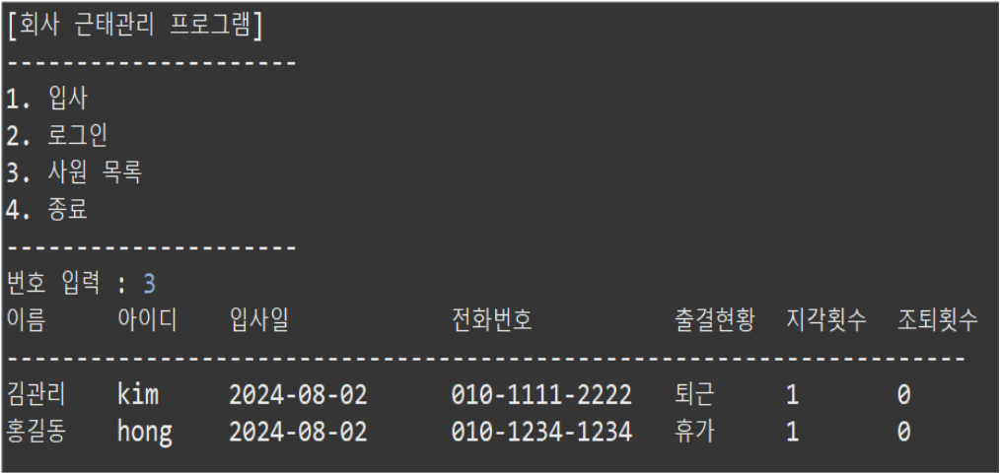 [회사 근태관리 프로그램]
---------------------
1. 입사
2. 로그인
3. 사원 목록
4. 종료
---------------------
번호 입력 : 3
이름 아이디 입사일 전화번호 출결현황 지각횟수 조퇴횟수
---------------------------------------------------------------------
김관리 kim 2024-08-02 010-1111-2222 퇴근 1 0
홍길동 hong 2024-08-02 010-1234-1234 휴가 1 0